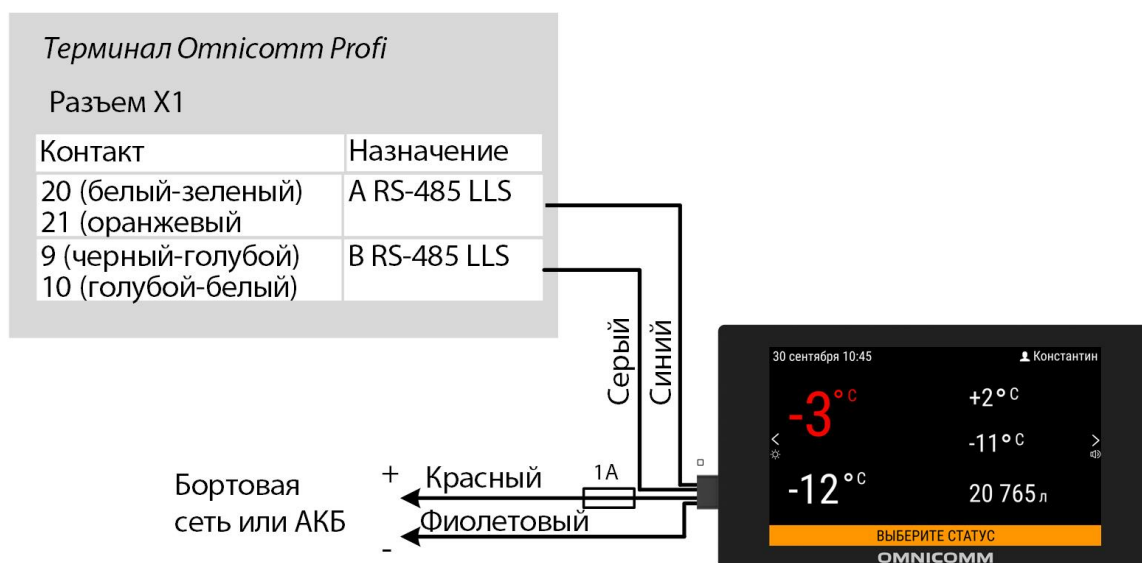 Терминал Omnicomm Profi
Разъем X1
Контакт Назначение
20 (белый-зеленый) A RS-485 LLS
21 (оранжевый
9 (черный-голубой) B RS-485 LLS
10 (голубой-белый)
Серый
Синий
30 сентября 10:45 Константин
-3°C
+2°C
-11°C
-12°C
20 765 л
ВЫБЕРИТЕ СТАТУС
OMNICOMM
Бортовая
сеть или АКБ
+ Красный 1А
- Фиолетовый